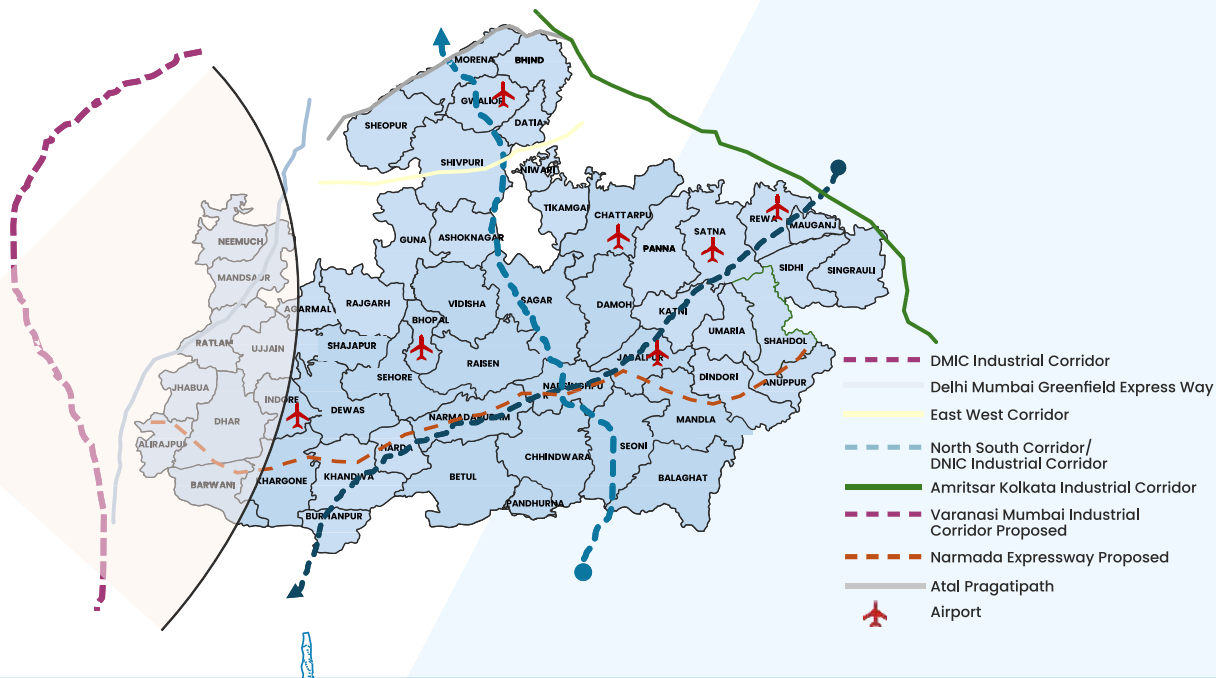 MORENA
BHIND
GWALIOR
SHEOPUR
DATIA
SHIVPURI
NIWARI
TIKAMGA
CHATTARPU
REWA
MAUGANJ
SATNA
PANNA
GUNA
ASHOKNAGAR
NEEMUCH
SIDHI
SINGRAULI
MANDSAUR
AGARMAL
RAJGARH
VIDISHA
SAGAR
DAMOH
KATNI
BHOPAL
UMARIA
SHAHDOL
RATLAM
UJJAIN
SHAJAPUR
JABALPUR
RAISEN
SEHORE
DINDORI
ANUPPUR
JHABUA
NARSINGHPU
INDORE
DEWAS
NARMADAPURAM
MANDLA
DHAR
ALIRAJPUR
HARDA
SEONI
CHHINDWARA
KHARGONE
KHANDWA
BETUL
BALAGHAT
BARWANI
PANDHURNA
BURHANPUR
DMIC Industrial Corridor
Delhi Mumbai Greenfield Express Way
East West Corridor
North South Corridor/
DNIC Industrial Corridor
Amritsar Kolkata Industrial Corridor
Varanasi Mumbai Industrial
Corridor Proposed
Narmada Expressway Proposed
Atal Pragatipath
Airport